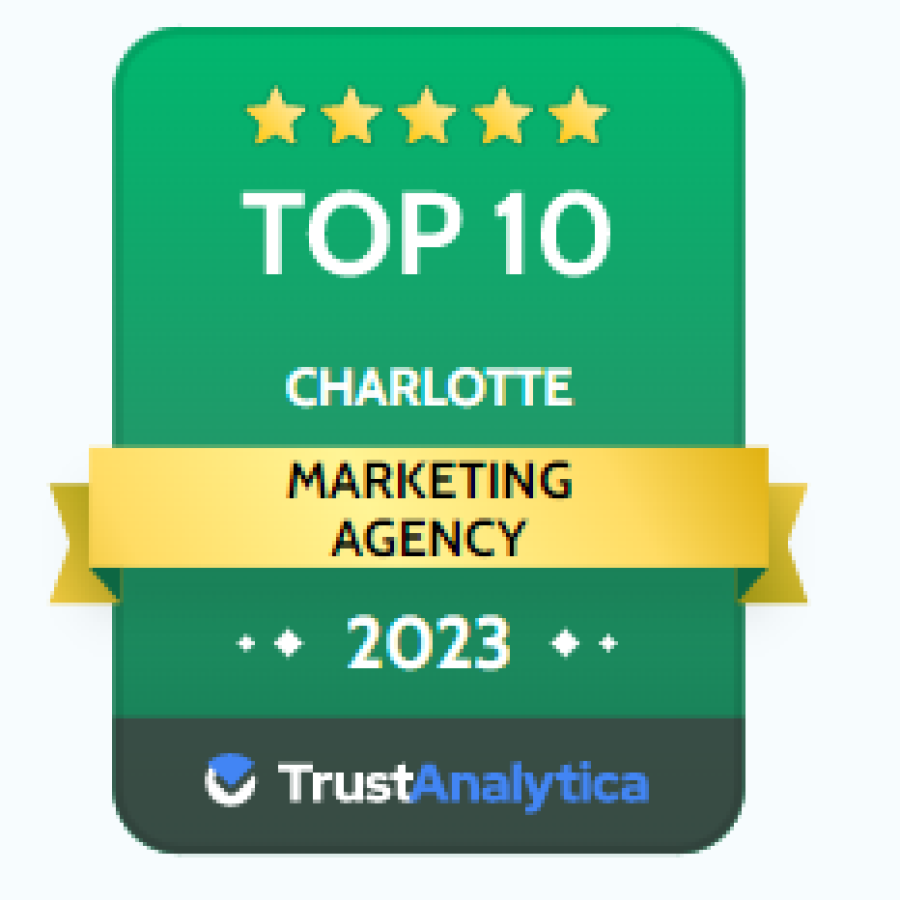 TOP 10
CHARLOTTE
MARKETING
AGENCY
2023
TrustAnalytica